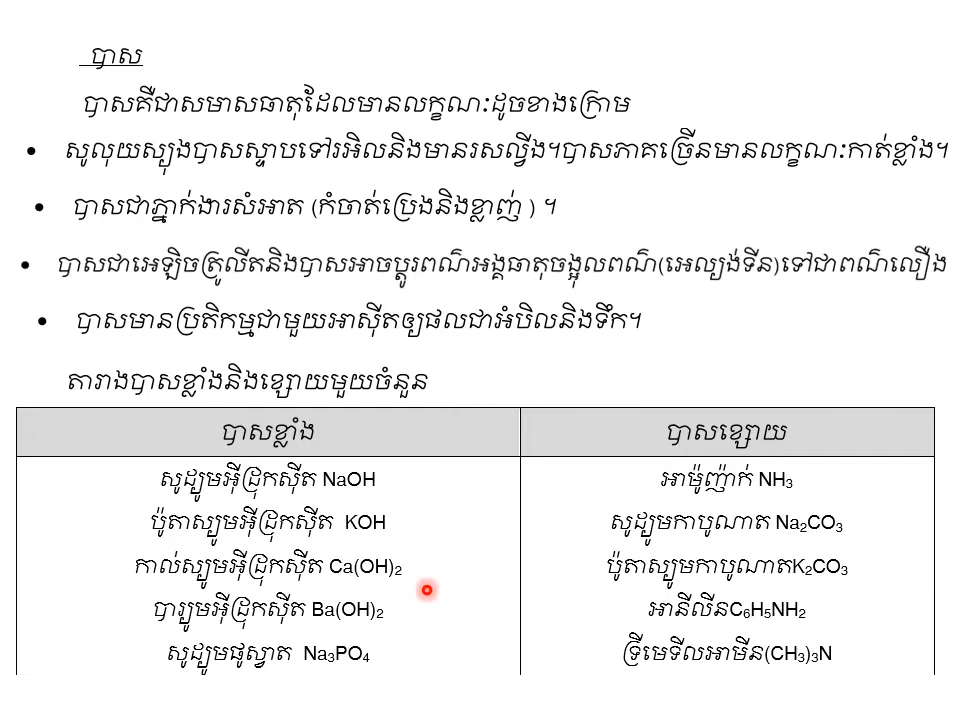 បាស
បាសគឺជាសមាសធាតុដែលមានលក្ខណៈដូចខាងក្រោម
• សូលុយស្យុងបាសស្ទាបទៅរអិលនិងមានរសល្វីង។បាសភាគច្រើនមានលក្ខណៈកាត់ខ្លាំង។
• បាសជាភ្នាក់ងារសំអាត (កំចាត់ប្រេងនិងខ្លាញ់ ) ។
• បាសជាអេឡិចត្រូលីតនិងបាសអាចប្តូរពណ៌អង្គធាតុចង្អុលពណ៌(អេល្យង់ទីន)ទៅជាពណ៌លឿង
• បាសមានប្រតិកម្មជាមួយអាស៊ីតឲ្យផលជាអំបិលនិងទឹក។
តារាងបាសខ្លាំងនិងខ្សោយមួយចំនួន
បាសខ្លាំង បាសខ្សោយ
សូដ្យូមអ៊ីដ្រុកស៊ីត NaOH អាម៉ូញ៉ាក់ NH₃
ប៉ូតាស្យូមអ៊ីដ្រុកស៊ីត KOH សូដ្យូមកាបូណាត Na₂CO₃
កាល់ស្យូមអ៊ីដ្រុកស៊ីត Ca(OH)₂ ប៉ូតាស្យូមកាបូណាតK₂CO₃
បារ្យូមអ៊ីដ្រុកស៊ីត Ba(OH)₂ អានីលីនC₆H₅NH₂
សូដ្យូមផូស្វាត Na₃PO₄ ទ្រីមេទីលអាមីន(CH₃)₃N